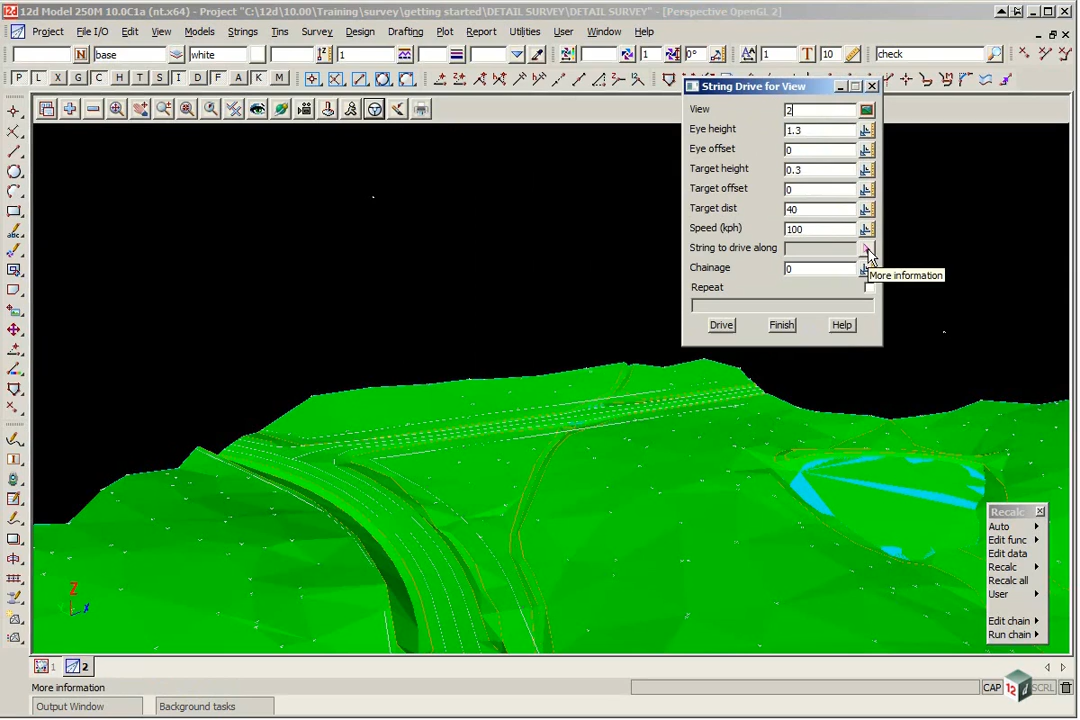 12d Model 250M 10.0C1a (nt.x64) - Project "C:\12d\10.00\Training\survey\getting started\DETAIL SURVEY\DETAIL SURVEY" - [Perspective OpenGL 2]
Project File I/O Edit View Models Strings Tins Survey Design Drafting Plot Report Utilities User Window Help
N base white 1 1 0° 1 T 10 check
P L X G C H T S I D F A K M
String Drive for View
View 2
Eye height 1.3
Eye offset 0
Target height 0.3
Target offset 0
Target dist 40
Speed (kph) 100
String to drive along
Chainage 0
More information
Repeat
Drive Finish Help
Recalc
Auto
Edit func
Edit data
Recalc
Recalc all
User
Edit chain
Run chain
Z
X
1 2
More information
CAP 12d SCRL
Output Window Background tasks